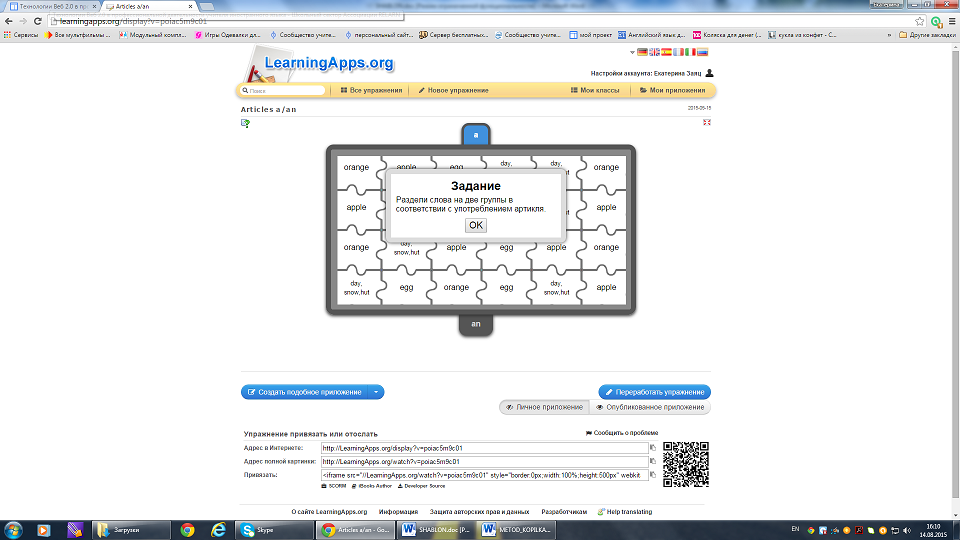 Технологии Веб 2.0 в п
Articles a/an
learningapps.org/display?v=poiac5m9c01
Сервисы
Все мультфильмы ...
Модульный компл...
Игры Одевалки дл...
Сообщество учите...
персональный сайт...
Сервер бесплатных...
Сообщество учите...
мой проект
Английский язык д...
Коляска для денег (...
кукла из конфет - С...
»
Другие закладки
LearningApps.org
Настройки аккаунта: Екатерина Заяц
Поиск
Все упражнения
Новое упражнение
Мои классы
Мои приложения
Articles a/an
2015-05-15
a
orange apple egg day, day, orange
apple
Задание
Раздели слова на две группы в
соответствии с употреблением артикля.
OK
orange day, snow,hut apple egg apple orange
day, snow,hut egg orange egg day, snow,hut apple
an
Создать подобное приложение
Переработать упражнение
Личное приложение
Опубликованное приложение
Упражнение привязать или отослать
Сообщить о проблеме
Адрес в Интернете: http://LearningApps.org/display?v=poiac5m9c01
Адрес полной картинки: http://LearningApps.org/watch?v=poiac5m9c01
Привязать: <iframe src="//LearningApps.org/watch?v=poiac5m9c01" style="border:0px;width:100%;height:500px" webkit
SCORM iBooks Author Developer Source
О сайте LearningApps.org Информация Защита авторских прав и данных Разработчикам Help translating
Загрузки
Skype
Articles a/an - Go...
SHABLON.doc [Р...
METOD_KOPILKA...
EN
16:10
14.08.2015